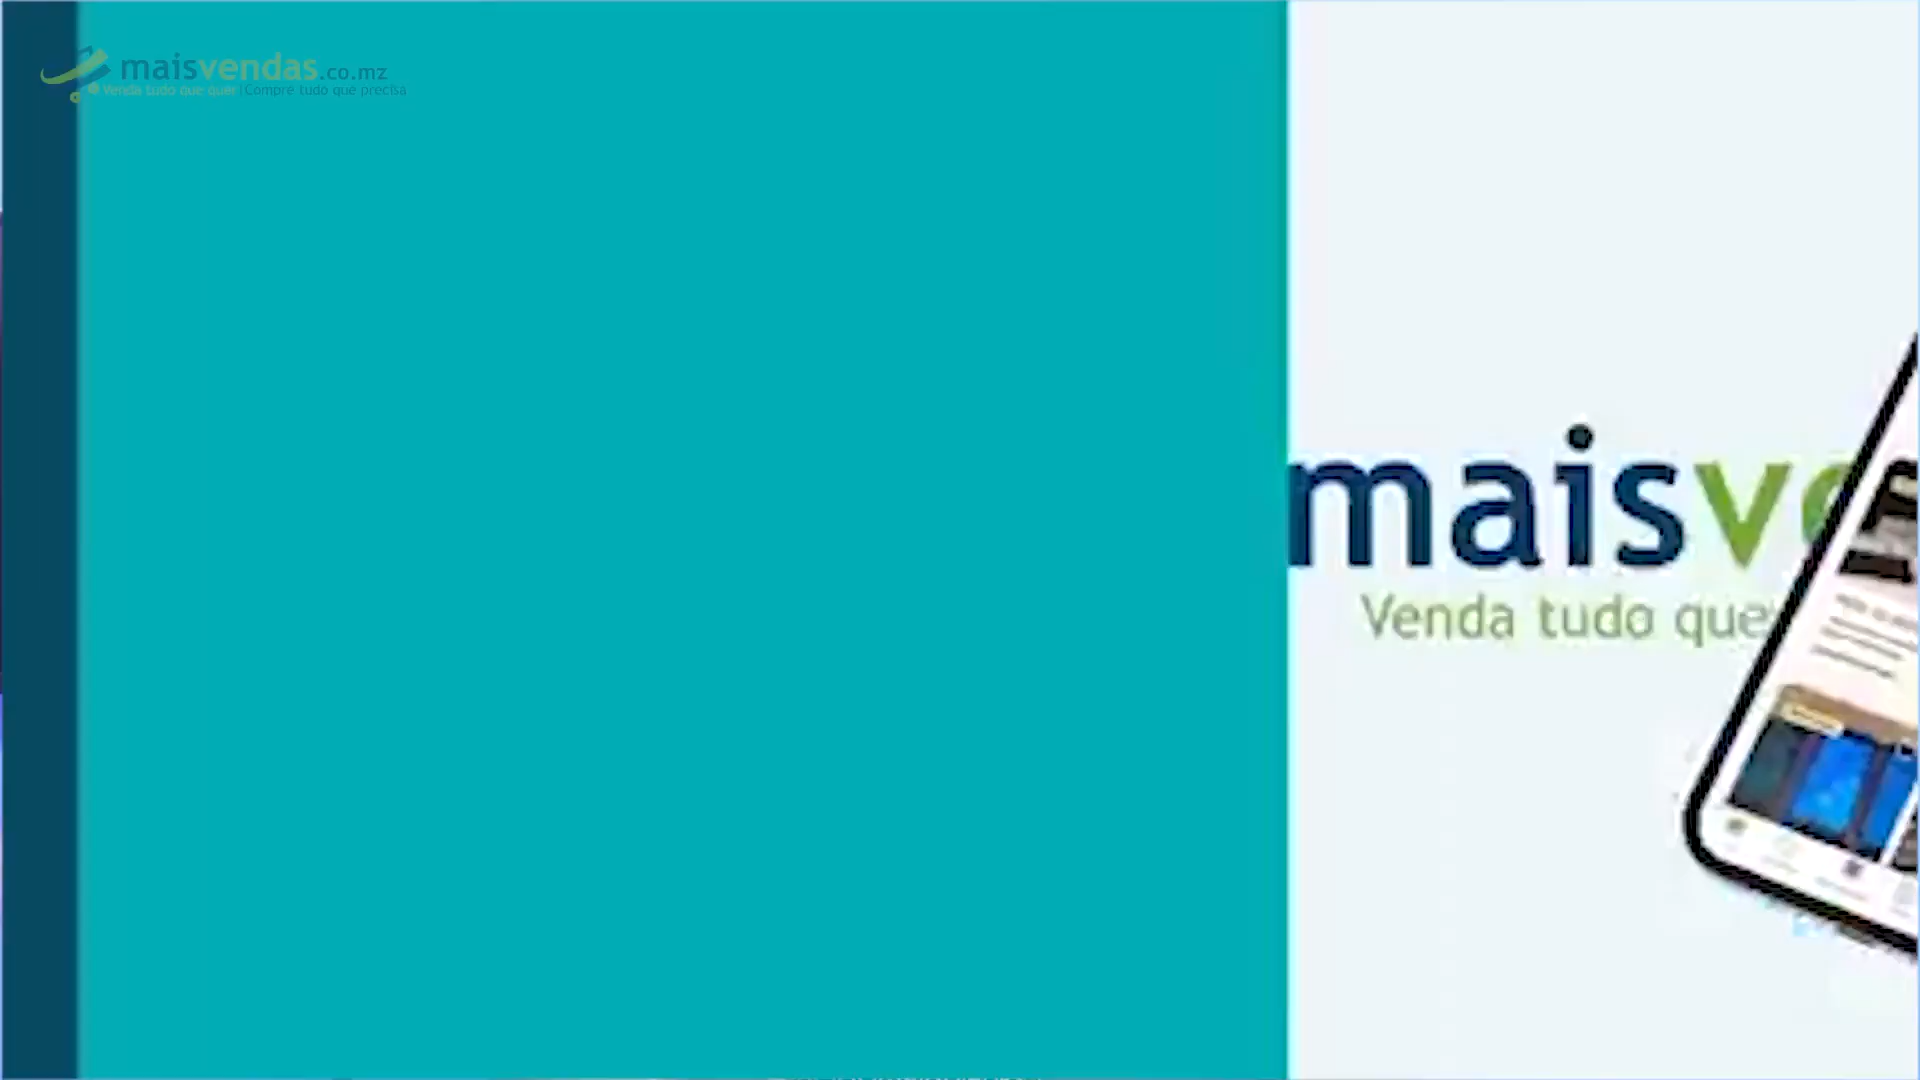 maisvendas.co.mz
Venda tudo que quer|Compre tudo que precisa
maisve
Venda tudo que